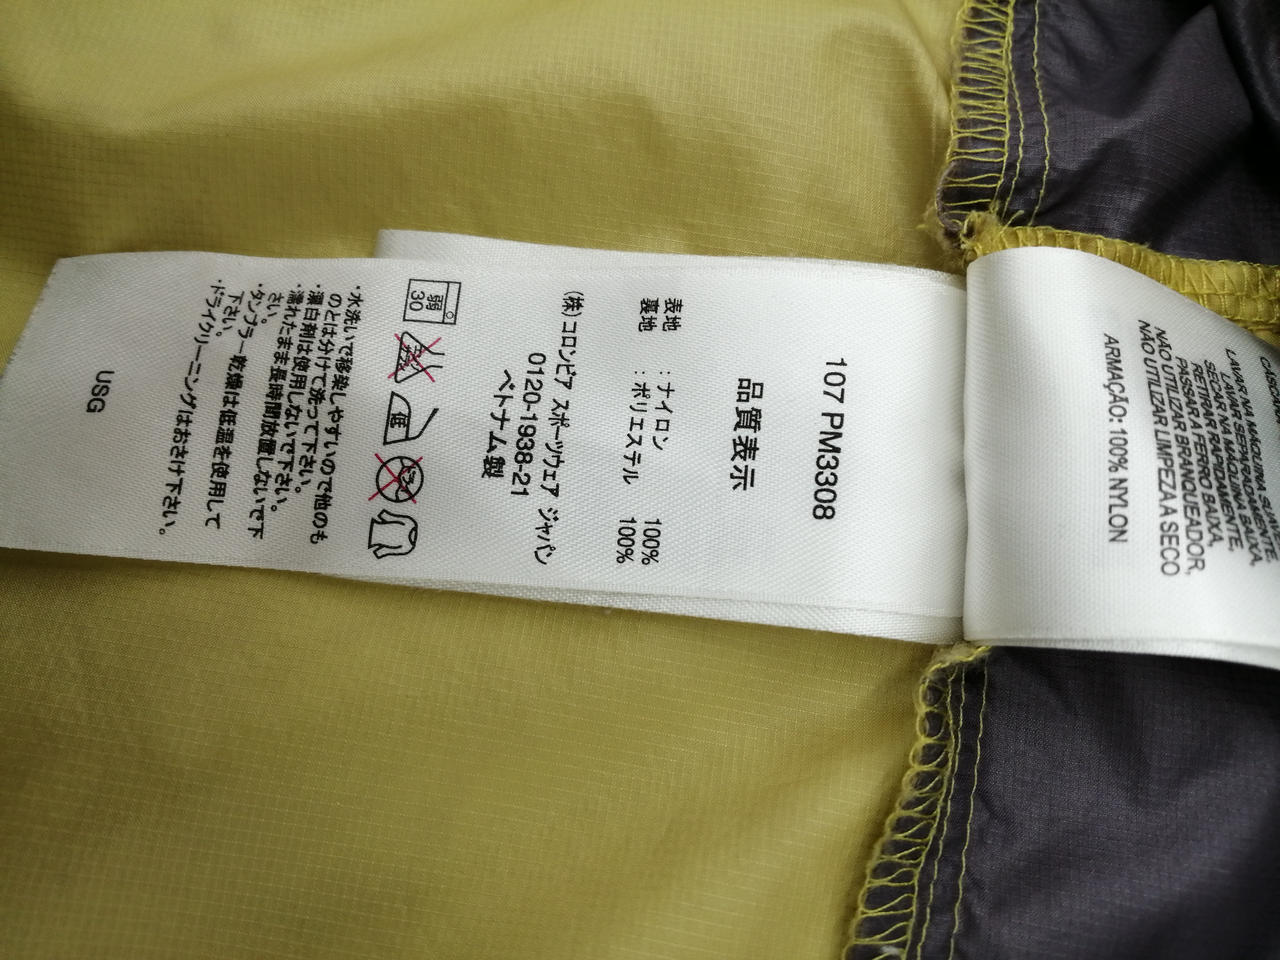 107 PM3308
品質表示
表地 : ナイロン 100%
裏地 : ポリエステル 100%
(株)コロンビア スポーツウェア ジャパン
0120-1938-21
ベトナム製
弱
30
低
・水洗いで移染しやすいので他のも
のとは分けて洗って下さい。
・漂白剤は使用しないで下さい。
・濡れたまま長時間放置しないで下
さい。
・タンブラー乾燥は低温を使用して
下さい。
・ドライクリーニングはおさけ下さい。
USG
LAVAR NA MÁQUINA SUAVEMENTE.
LAVAR SEPARADAMENTE.
SECAR NA MÁQUINA BAIXA,
RETIRAR RAPIDAMENTE.
PASSAR A FERRO BAIXA,
NÃO UTILIZAR BRANQUEADOR,
NÃO UTILIZAR LIMPEZA A SECO
ARMAÇÃO: 100% NYLON